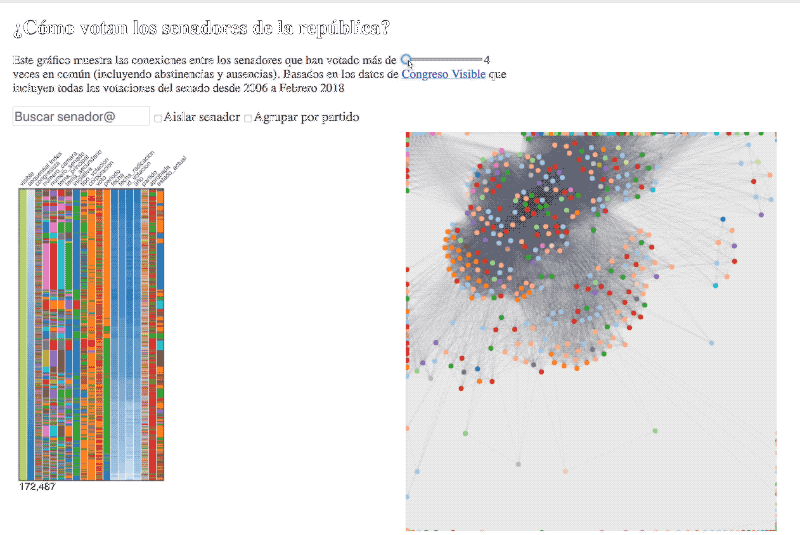 ¿Cómo votan los senadores de la república?
Este gráfico muestra las conexiones entre los senadores que han votado más de 4
veces en común (incluyendo abstinencias y ausencias). Basados en los datos de Congreso Visible que
incluyen todas las votaciones del senado desde 2006 a Febrero 2018
Buscar senador@ Aislar senador Agrupar por partido
172,487